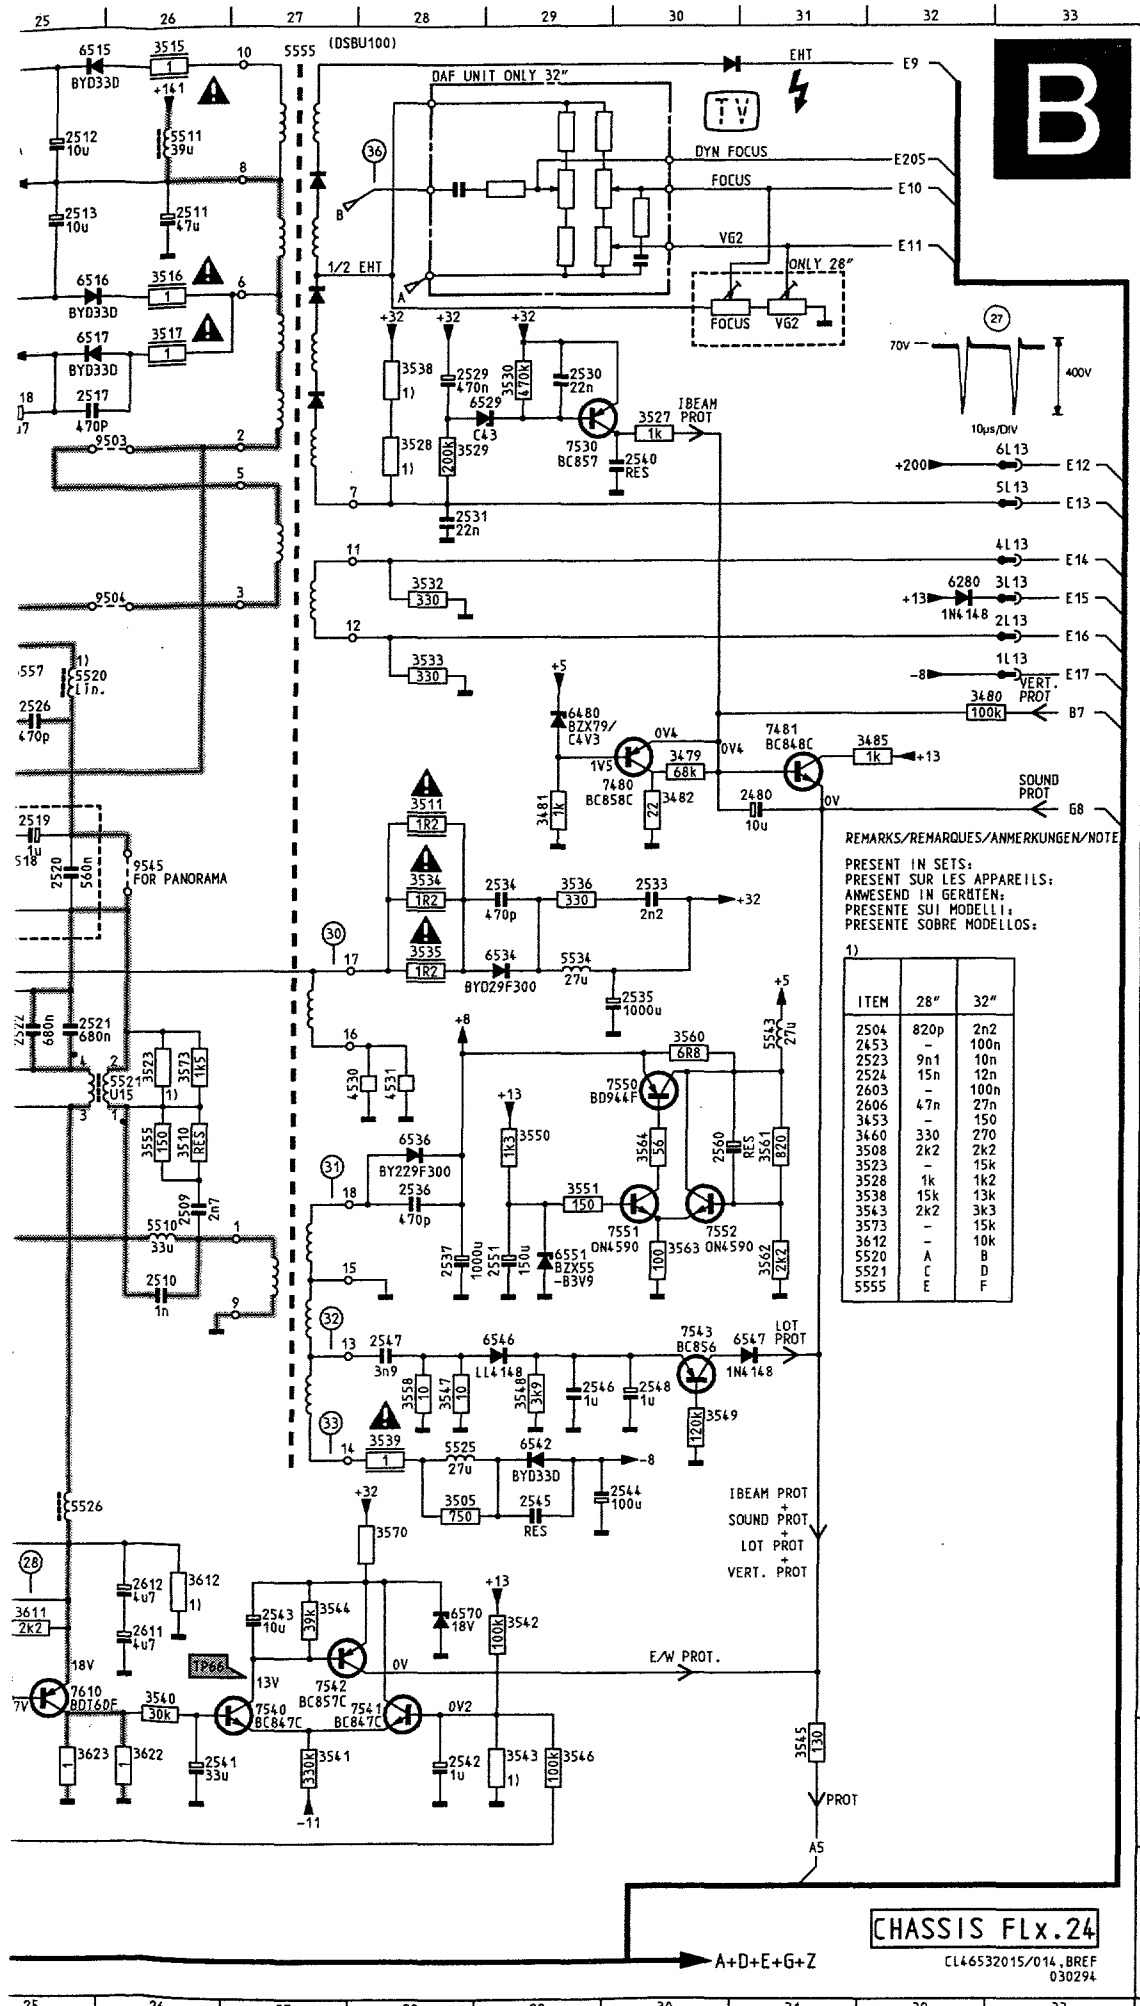 25 26 27 28 29 30 31 32 33
B
(DSBU100)
5555
DAF UNIT ONLY 32"
EHT
E9
TV
6515
BYD33D
3515
1
10
+141
5511
39u
2512
10u
8
36
DYN FOCUS
E205
FOCUS
E10
B
2513
10u
2511
47u
VG2
E11
ONLY 28"
1/2 EHT
A
6516
BYD33D
3516
1
6
FOCUS
VG2
27
70V
400V
10µs/DIV
3517
1
6517
BYD33D
2517
470P
18
+32
+32
+32
3538
1)
2529
470n
3530
470k
2530
22n
6529
C43
7530
BC857
3527
1k
IBEAM
PROT
3528
1)
200k
3529
2540
RES
9503
2
5
7
2531
22n
+200
6L13
E12
5L13
E13
11
4L13
E14
3532
330
9504
3
6280
1N4148
+13
3L13
E15
12
2L13
E16
3533
330
1L13
-8
E17
VERT.
PROT
3480
100k
B7
1)
5520
Lin.
2526
470p
+5
6480
BZX79/
C4V3
1V5
0V4
0V4
7480
BC858C
3479
68k
7481
BC848C
3485
1k
+13
3481
1k
22
3482
2480
10u
0V
SOUND
PROT
G8
3511
1R2
2519
1u
2520
560n
9545
FOR PANORAMA
3534
1R2
2534
470p
3536
330
2533
2n2
+32
REMARKS/REMARQUES/ANMERKUNGEN/NOTE
PRESENT IN SETS:
PRESENT SUR LES APPAREILS:
ANWESEND IN GERÄTEN:
PRESENTE SUI MODELLI:
PRESENTE SOBRE MODELLOS:
30
17
3535
1R2
6534
BYD29F300
5534
27u
2535
1000u
1)
ITEM 28" 32"
2504 820p 2n2
2453 - 100n
2523 9n1 10n
2524 15n 12n
2603 - 100n
2606 47n 27n
3453 - 150
3460 330 270
3508 2k2 2k2
3523 - 15k
3528 1k 1k2
3538 15k 13k
3543 2k2 3k3
3573 - 15k
3612 - 10k
5520 A B
5521 C D
5555 E F
2522
680n
2521
680n
4
2
5521
U15
3
1
3523
1)
3573
1k5
3555
150
3510
RES
16
4530
4531
+8
+5
5543
27u
3560
6R8
7550
BD944F
+13
1k3
3550
3564
56
2560
RES
3561
820
6536
BY229F300
31
18
2536
470p
3551
150
7551
ON4590
7552
ON4590
2509
2n7
5510
33u
1
2510
1n
9
2537
1000u
2551
150u
6551
BZX55
-B3V9
100
3563
3562
2k2
15
32
13
2547
3n9
6546
LL4148
7543
BC856
6547
1N4148
LOT
PROT
3558
10
3547
10
3548
3k9
2546
1u
2548
1u
120k
3549
33
14
3539
1
5525
27u
6542
BYD33D
-8
3505
750
2545
RES
2544
100u
5526
+32
3570
IBEAM PROT
+
SOUND PROT
+
LOT PROT
+
VERT. PROT
28
3611
2k2
2612
4u7
2611
4u7
3612
1)
2543
10u
39k
3544
6570
18V
+13
100k
3542
E/W PROT.
TP66
18V
13V
0V
7542
BC857C
7610
BDT60F
3540
30k
7540
BC847C
7541
BC847C
0V2
1
3623
1
3622
2541
33u
330k
3541
-11
2542
1u
3543
1)
100k
3546
3545
130
PROT
A5
CHASSIS FLx.24
A+D+E+G+Z
CL46532015/014.BREF
030294